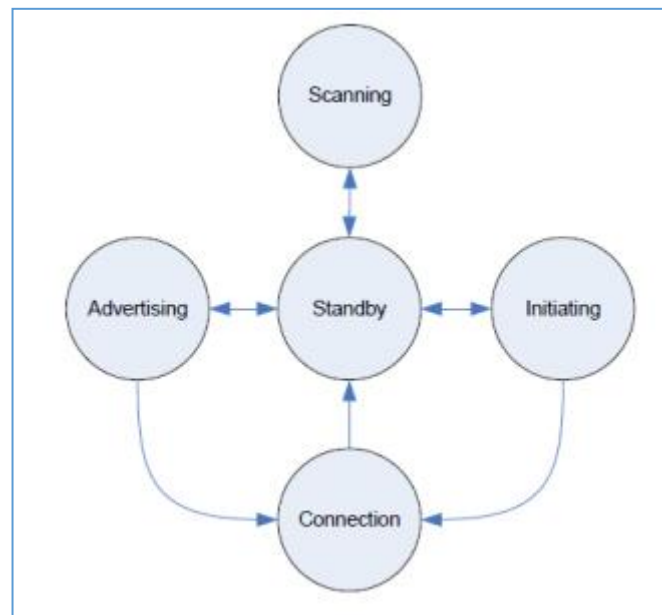 Scanning
Advertising
Standby
Initiating
Connection